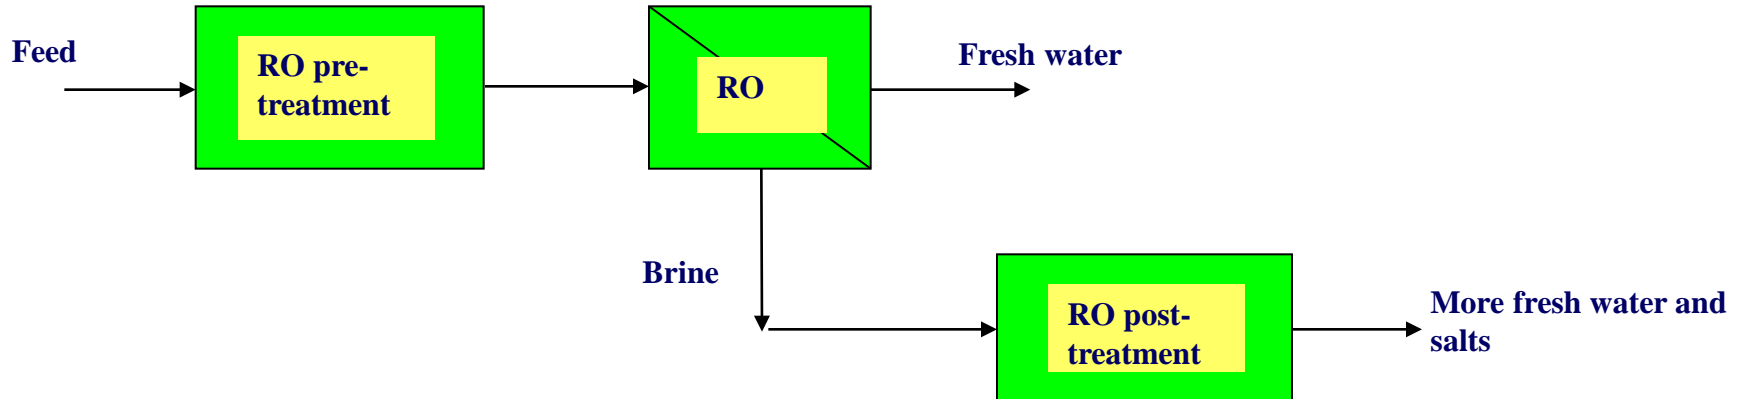 Feed
RO pre-
treatment
RO
Fresh water
Brine
RO post-
treatment
More fresh water and
salts